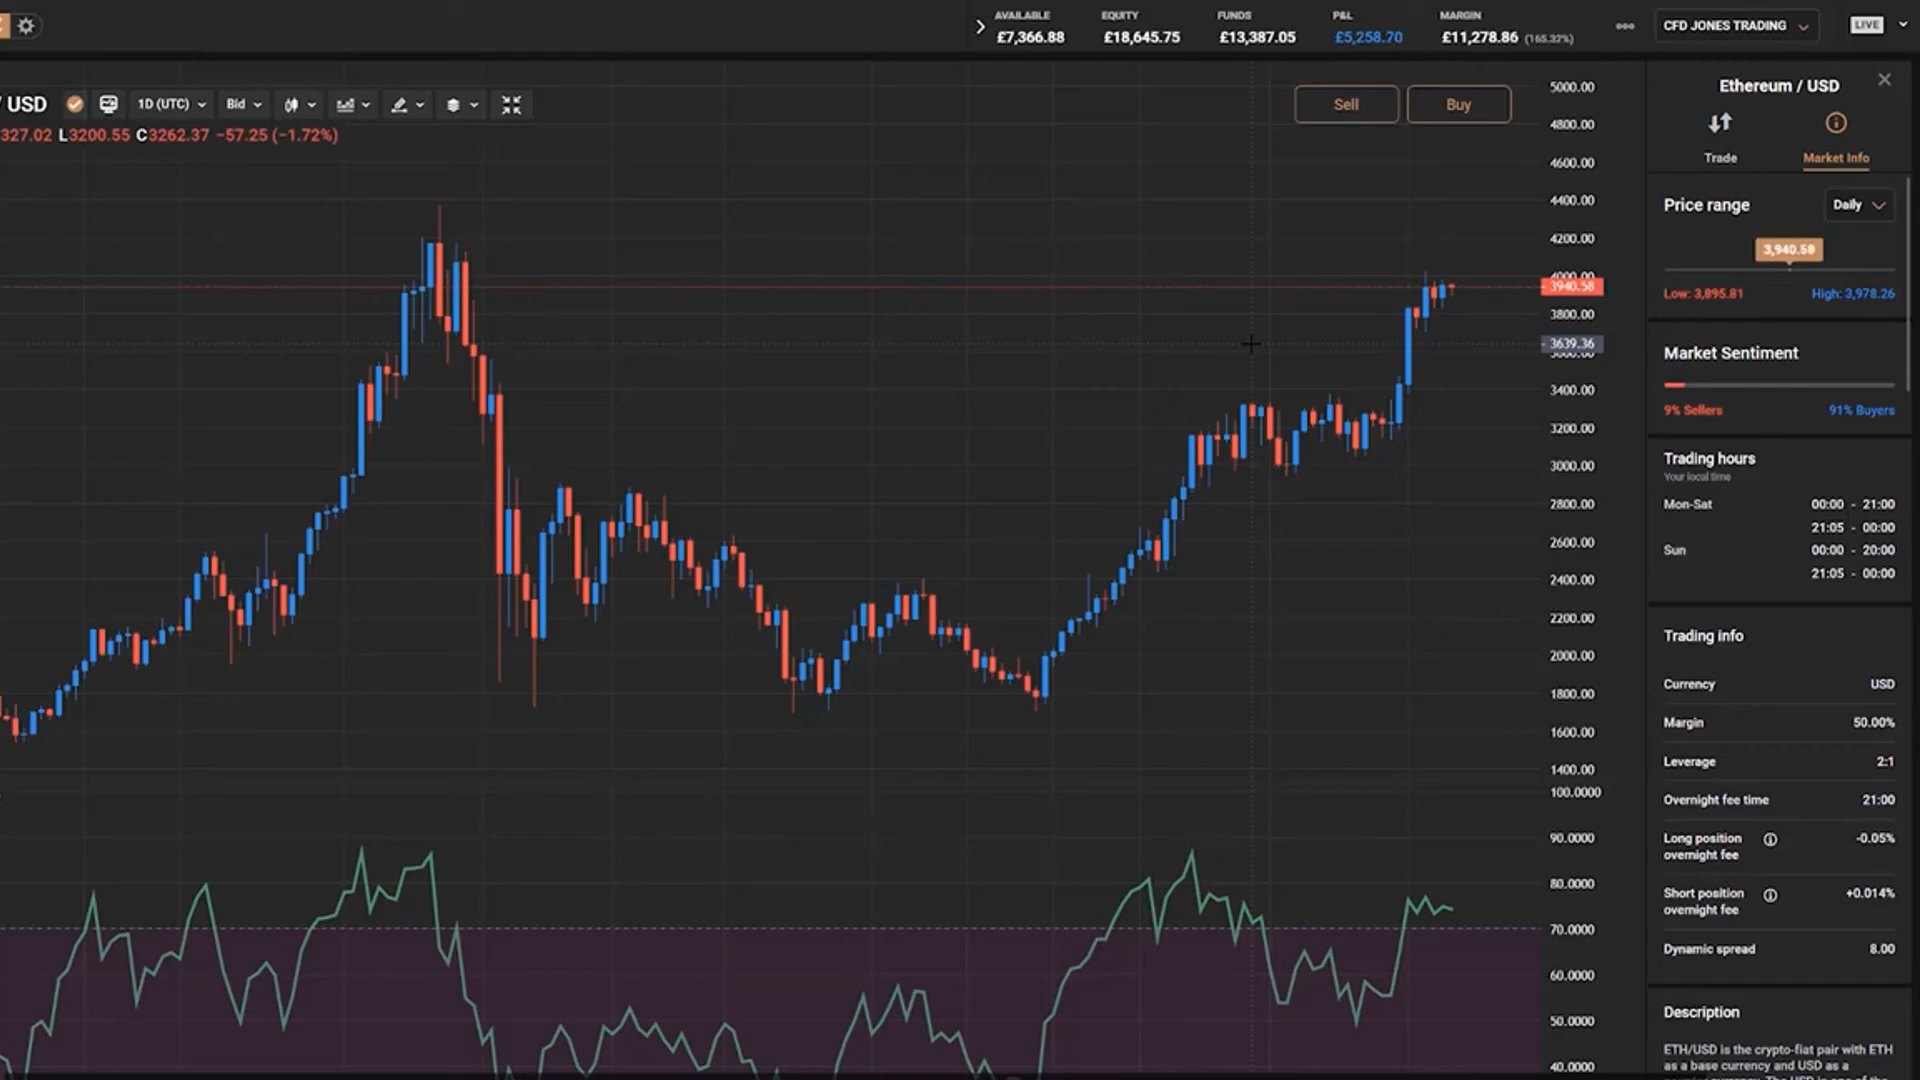 AVAILABLE EQUITY FUNDS P&L MARGIN
£7,366.88 £18,645.75 £13,387.05 £5,258.70 £11,278.86 (165.32%)
CFD JONES TRADING
LIVE
/ USD 1D (UTC) Bid
327.02 L3200.55 C3262.37 −57.25 (−1.72%)
Sell Buy
5000.00
4800.00
4600.00
4400.00
4200.00
4000.00
3940.58
3800.00
3639.36
3600.00
3400.00
3200.00
3000.00
2800.00
2600.00
2400.00
2200.00
2000.00
1800.00
1600.00
1400.00
100.0000
90.0000
80.0000
70.0000
60.0000
50.0000
40.0000
Ethereum / USD
Trade Market Info
Price range Daily
3,940.58
Low: 3,895.81 High: 3,978.26
Market Sentiment
9% Sellers 91% Buyers
Trading hours
Your local time
Mon-Sat 00:00 - 21:00
21:05 - 00:00
Sun 00:00 - 20:00
21:05 - 00:00
Trading info
Currency USD
Margin 50.00%
Leverage 2:1
Overnight fee time 21:00
Long position -0.05%
overnight fee
Short position +0.014%
overnight fee
Dynamic spread 8.00
Description
ETH/USD is the crypto-fiat pair with ETH
as a base currency and USD as a